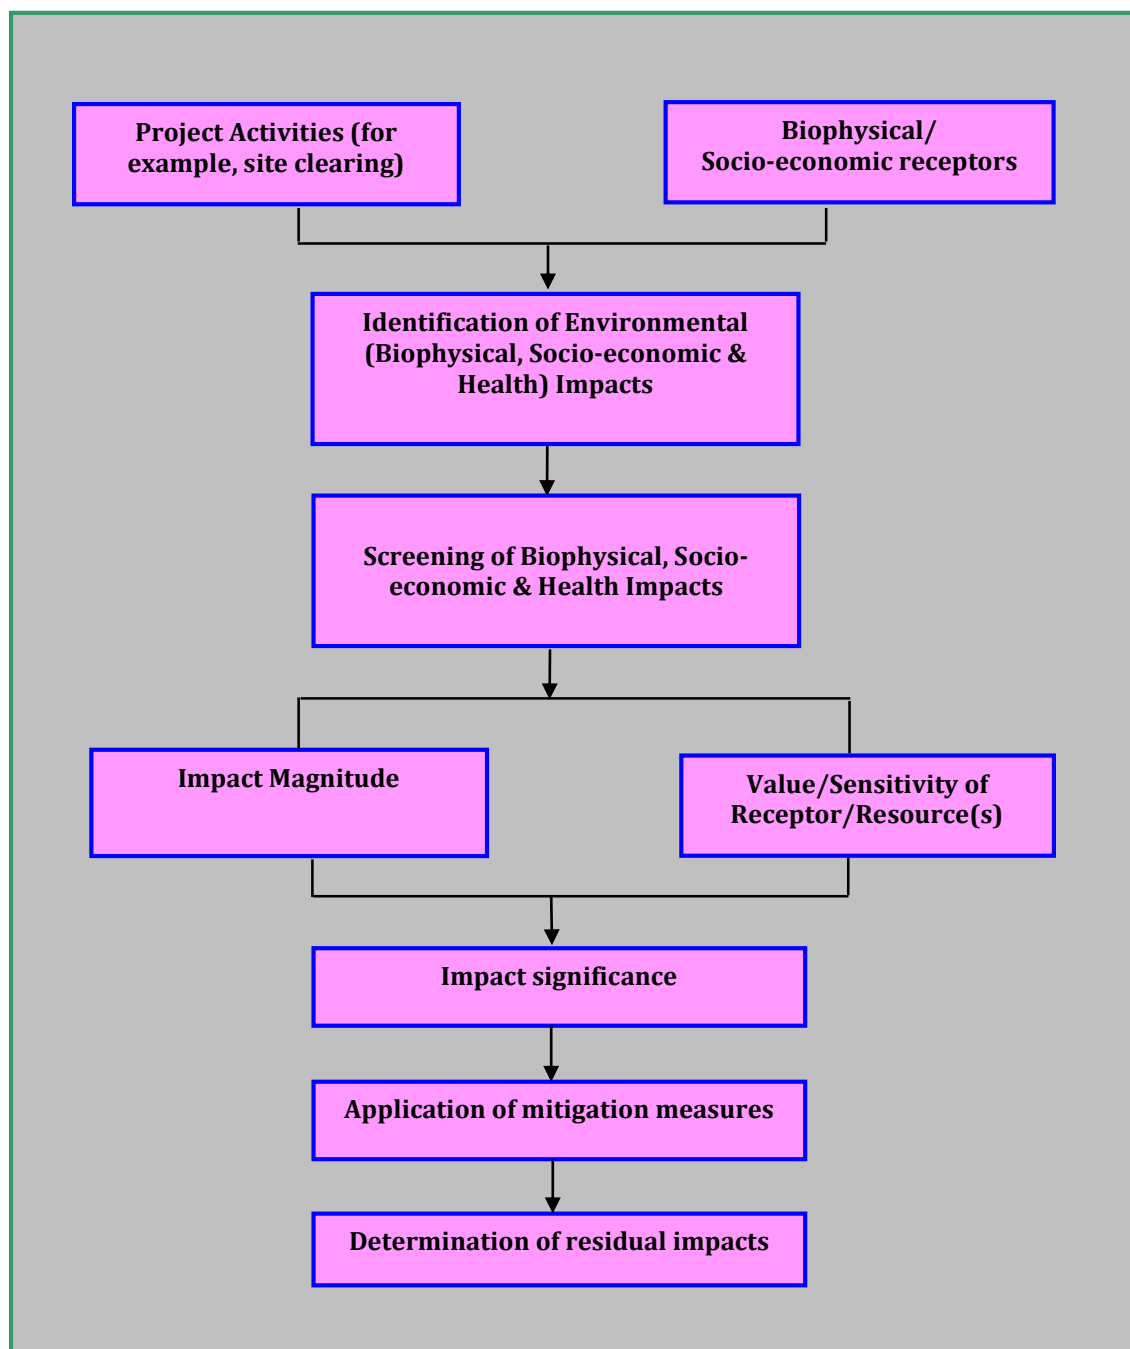 Project Activities (for
example, site clearing)
Biophysical/
Socio-economic receptors
Identification of Environmental
(Biophysical, Socio-economic &
Health) Impacts
Screening of Biophysical, Socio-
economic & Health Impacts
Impact Magnitude
Value/Sensitivity of
Receptor/Resource(s)
Impact significance
Application of mitigation measures
Determination of residual impacts